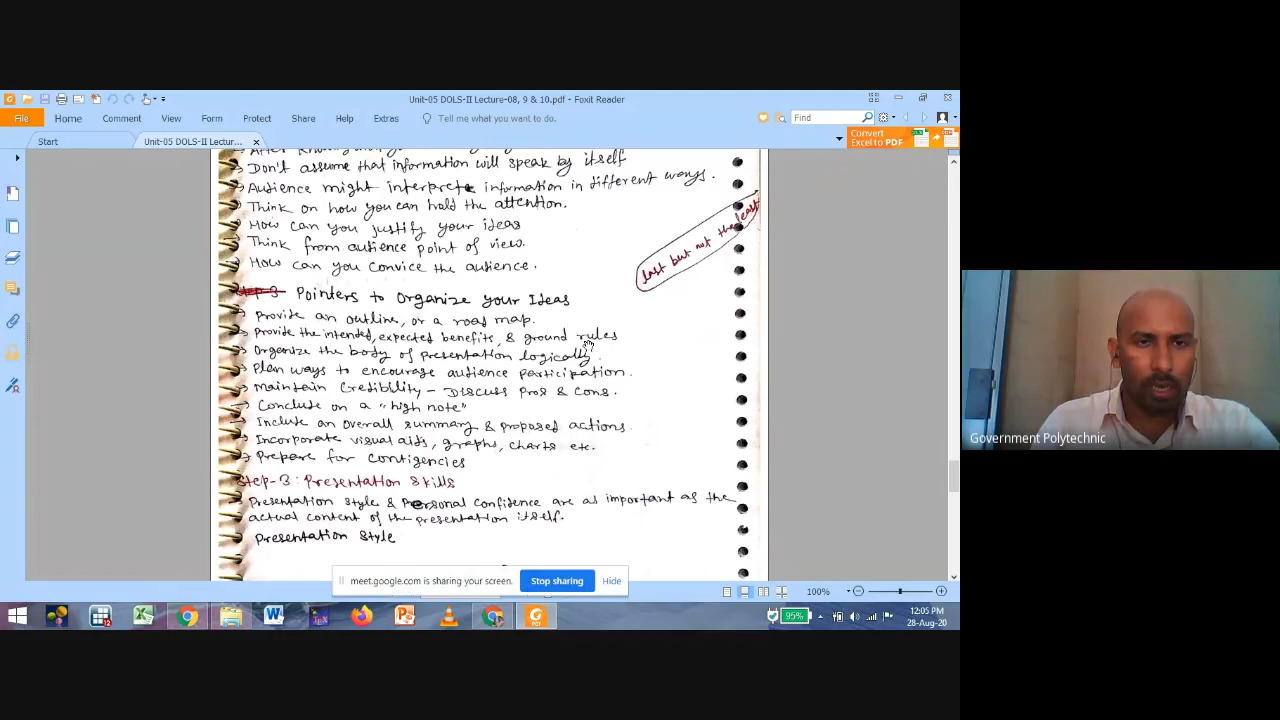 Unit-05 DOLS-II Lecture-08, 9 & 10.pdf - Foxit Reader
File Home Comment View Form Protect Share Help Extras Tell me what you want to do. Find
Start Unit-05 DOLS-II Lectur...
Convert
Excel to PDF
Don't assume that information will speak by itself
Audience might interprete information in different ways.
Think on how you can hold the attention.
How can you justify your ideas
Think from audience point of view.
How can you convice the audience.
Last but not the least
Step-3 Pointers to Organize your Ideas
Provide an outline, or a road map.
Provide the intended, expected benefits, & ground rules
Organize the body of presentation logically.
Plan ways to encourage audience participation.
Maintain Credibility - Discuss Pros & Cons.
Conclude on a "high note"
Include an overall summary & proposed actions.
Incorporate visual aids, graphs, charts etc.
Prepare for contigencies
Step-3: Presentation Skills
Presentation style & Personal confidence are as important as the
actual content of the presentation itself.
Presentation Style
meet.google.com is sharing your screen. Stop sharing Hide
100%
95%
12:05 PM
28-Aug-20
Government Polytechnic